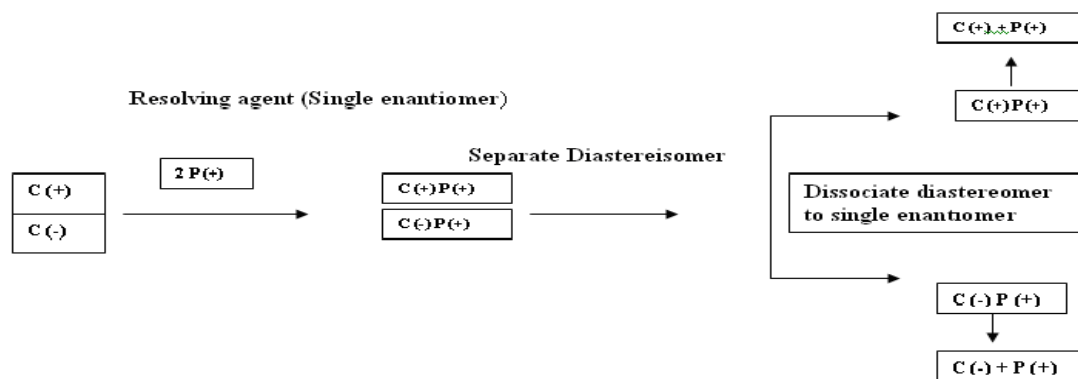 C (+) + P(+)
Resolving agent (Single enantiomer)
C (+)P (+)
Separate Diastereisomer
2 P(+)
C (+)
C (-)
C (+)P (+)
C (-)P (+)
Dissociate diastereomer
to single enantiomer
C (-) P (+)
C (-) + P (+)